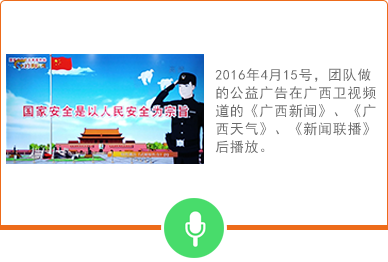 国家安全是以人民安全为宗旨
2016年4月15号，团队做
的公益广告在广西卫视频
道的《广西新闻》、《广
西天气》、《新闻联播》
后播放。